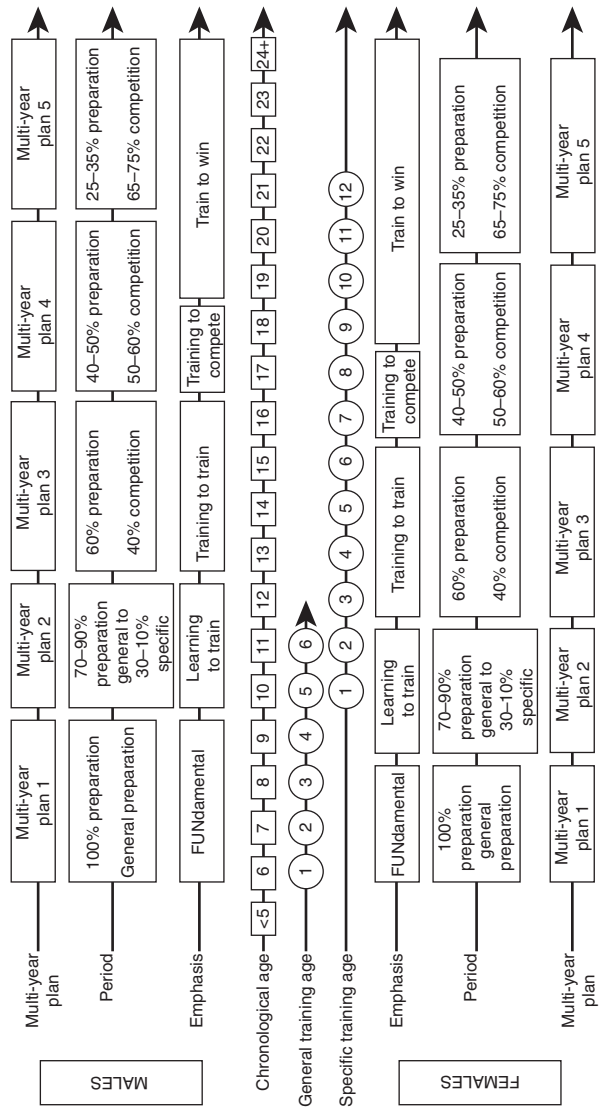 MALES
Multi-year
plan
Multi-year
plan 1
Multi-year
plan 2
Multi-year
plan 3
Multi-year
plan 4
Multi-year
plan 5
Period
100% preparation
General preparation
70–90%
preparation
general to
30–10%
specific
60% preparation
40% competition
40–50% preparation
50–60% competition
25–35% preparation
65–75% competition
Emphasis
FUNdamental
Learning
to train
Training to train
Training to
compete
Train to win
Chronological age
<5 6 7 8 9 10 11 12 13 14 15 16 17 18 19 20 21 22 23 24+
General training age
1 2 3 4 5 6
Specific training age
1 2 3 4 5 6 7 8 9 10 11 12
FEMALES
Emphasis
FUNdamental
Learning
to train
Training to train
Training to
compete
Train to win
Period
100%
preparation
general
preparation
70–90%
preparation
general to
30–10%
specific
60% preparation
40% competition
40–50% preparation
50–60% competition
25–35% preparation
65–75% competition
Multi-year
plan
Multi-year
plan 1
Multi-year
plan 2
Multi-year
plan 3
Multi-year
plan 4
Multi-year
plan 5